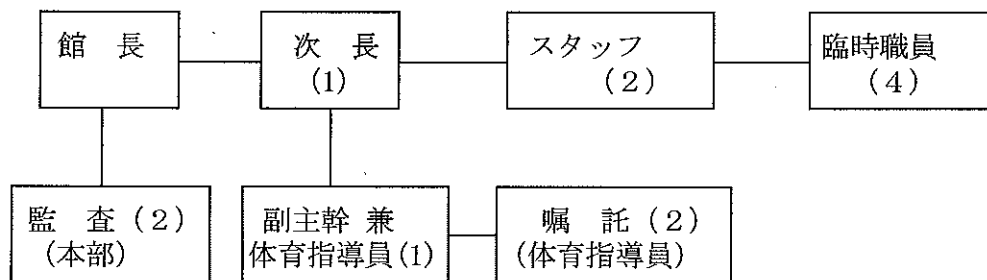 館　長
次　長
(1)
スタッフ
(２)
臨時職員
(４)
監　査(２)
(本部)
副主幹 兼
体育指導員(1)
嘱　託(２)
(体育指導員)